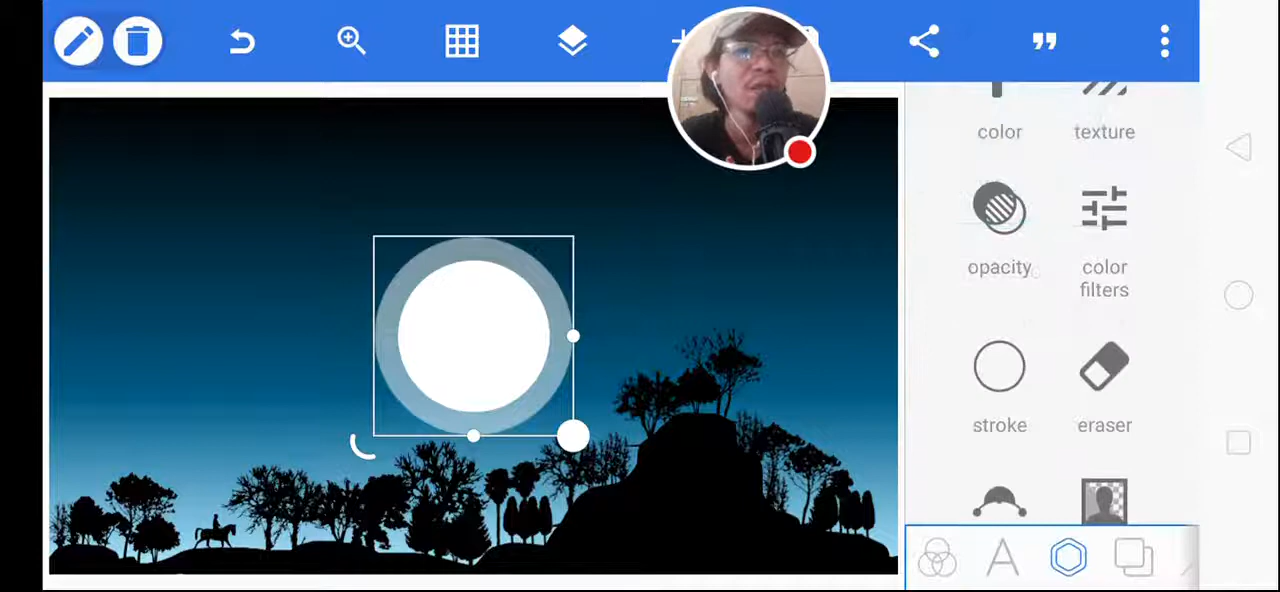 color
texture
opacity
color
filters
stroke
eraser